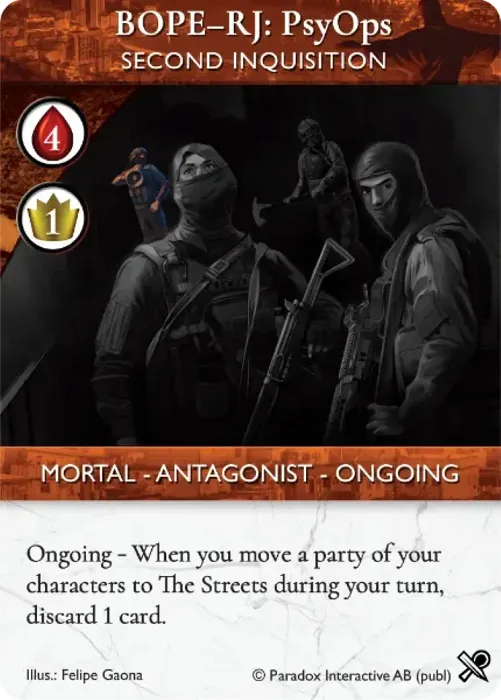 BOPE–RJ: PsyOps
SECOND INQUISITION
4
1
MORTAL - ANTAGONIST - ONGOING
Ongoing - When you move a party of your
characters to The Streets during your turn,
discard 1 card.
Illus.: Felipe Gaona
© Paradox Interactive AB (publ)